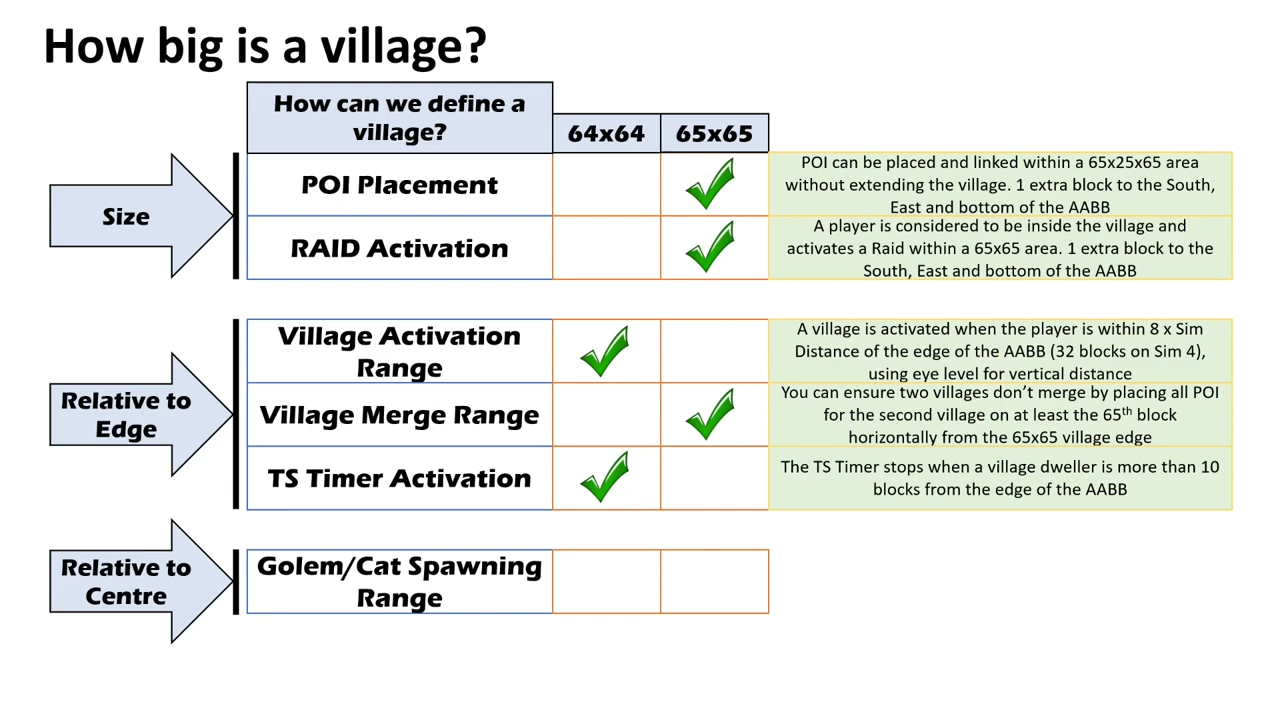 How big is a village?
How can we define a
village?
64x64
65x65
Size
POI Placement
POI can be placed and linked within a 65x25x65 area
without extending the village. 1 extra block to the South,
East and bottom of the AABB
RAID Activation
A player is considered to be inside the village and
activates a Raid within a 65x65 area. 1 extra block to the
South, East and bottom of the AABB
Relative to
Edge
Village Activation
Range
A village is activated when the player is within 8 x Sim
Distance of the edge of the AABB (32 blocks on Sim 4),
using eye level for vertical distance
Village Merge Range
You can ensure two villages don’t merge by placing all POI
for the second village on at least the 65th block
horizontally from the 65x65 village edge
TS Timer Activation
The TS Timer stops when a village dweller is more than 10
blocks from the edge of the AABB
Relative to
Centre
Golem/Cat Spawning
Range